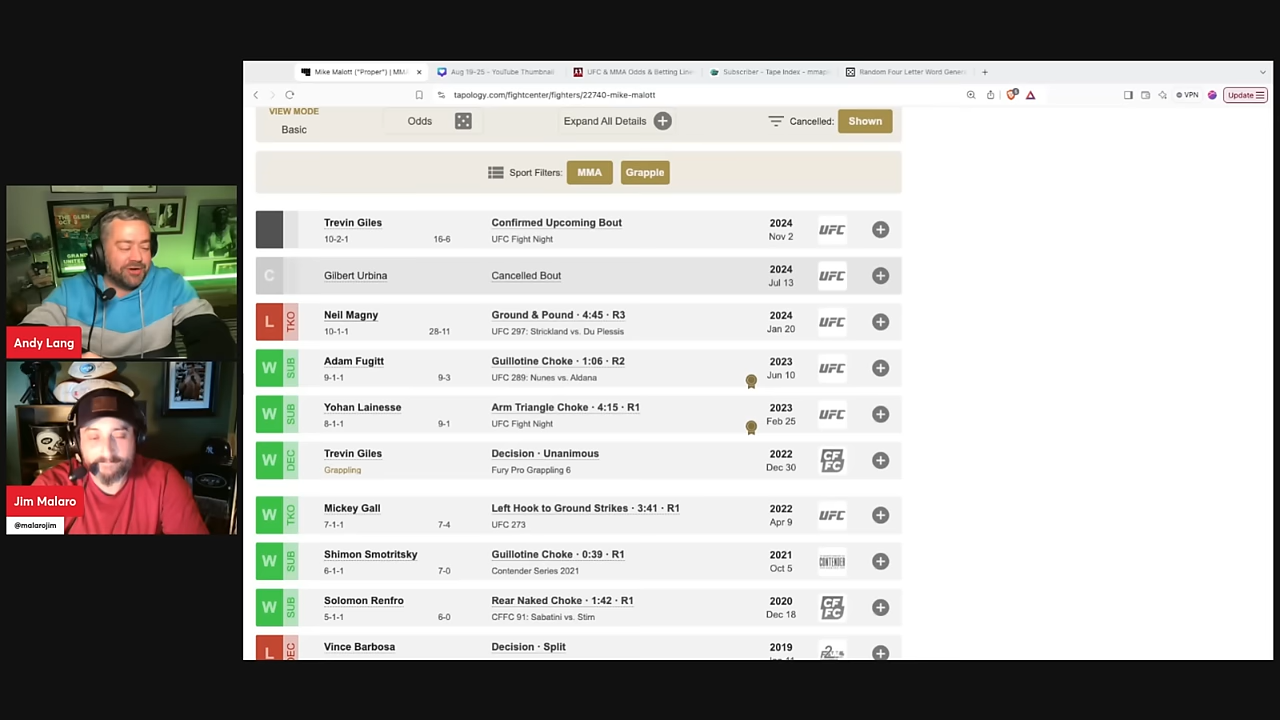 Mike Malott ("Proper") | MMA
Aug 19-25 - YouTube Thumbnail
UFC & MMA Odds & Betting Line
Subscriber - Tape Index - mmap
Random Four Letter Word Gener
tapology.com/fightcenter/fighters/22740-mike-malott
VPN
Update
VIEW MODE
Basic
Odds
Expand All Details
Cancelled:
Shown
Sport Filters:
MMA
Grapple
Trevin Giles
Confirmed Upcoming Bout
2024
10-2-1
16-6
UFC Fight Night
Nov 2
UFC
C
Gilbert Urbina
Cancelled Bout
2024
Jul 13
UFC
L
TKO
Neil Magny
Ground & Pound · 4:45 · R3
2024
10-1-1
28-11
UFC 297: Strickland vs. Du Plessis
Jan 20
UFC
W
SUB
Adam Fugitt
Guillotine Choke · 1:06 · R2
2023
9-1-1
9-3
UFC 289: Nunes vs. Aldana
Jun 10
UFC
W
SUB
Yohan Lainesse
Arm Triangle Choke · 4:15 · R1
2023
8-1-1
9-1
UFC Fight Night
Feb 25
UFC
W
DEC
Trevin Giles
Decision · Unanimous
2022
Grappling
Fury Pro Grappling 6
Dec 30
CFFC
W
TKO
Mickey Gall
Left Hook to Ground Strikes · 3:41 · R1
2022
7-1-1
7-4
UFC 273
Apr 9
UFC
W
SUB
Shimon Smotritsky
Guillotine Choke · 0:39 · R1
2021
6-1-1
7-0
Contender Series 2021
Oct 5
CONTENDER
W
SUB
Solomon Renfro
Rear Naked Choke · 1:42 · R1
2020
5-1-1
6-0
CFFC 91: Sabatini vs. Stim
Dec 18
CFFC
L
DEC
Vince Barbosa
Decision · Split
2019
Andy Lang
Jim Malaro
@malarojim